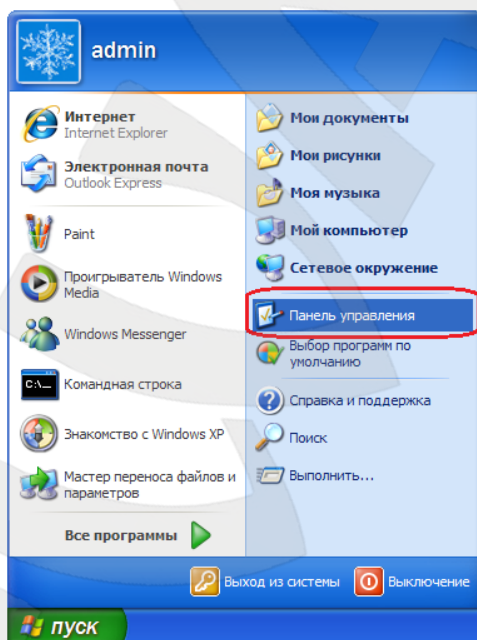 admin
Интернет
Internet Explorer
Электронная почта
Outlook Express
Paint
Проигрыватель Windows
Media
Windows Messenger
C:\_
Командная строка
Знакомство с Windows XP
Мастер переноса файлов и
параметров
Все программы
Мои документы
Мои рисунки
Моя музыка
Мой компьютер
Сетевое окружение
Панель управления
Выбор программ по
умолчанию
Справка и поддержка
Поиск
Выполнить...
Выход из системы
Выключение
пуск